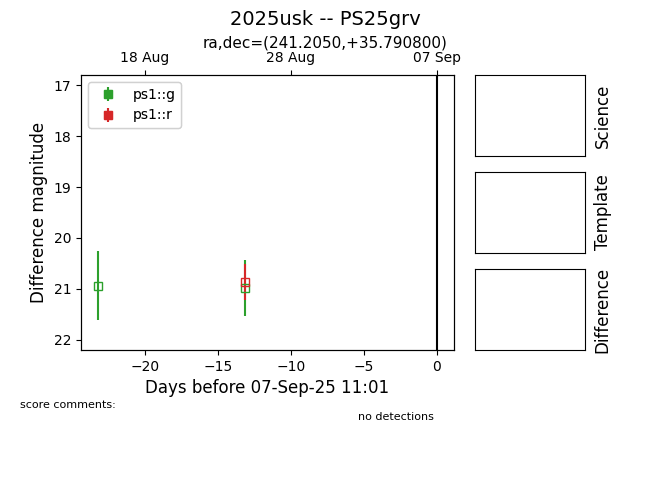 2025usk -- PS25grv
ra,dec=(241.2050,+35.790800)
18 Aug 28 Aug 07 Sep
ps1::g
ps1::r
17
18
19
20
21
22
Difference magnitude
−20 −15 −10 −5 0
Days before 07-Sep-25 11:01
Science
Template
Difference
score comments:
no detections